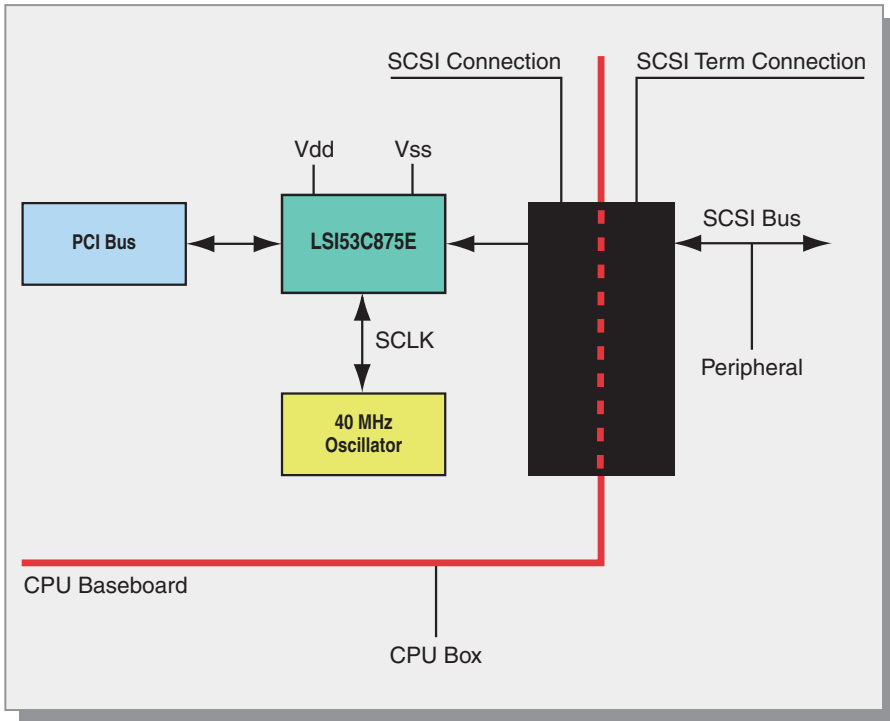 SCSI Connection
SCSI Term Connection
Vdd
Vss
PCI Bus
LSI53C875E
SCSI Bus
SCLK
Peripheral
40 MHz
Oscillator
CPU Baseboard
CPU Box